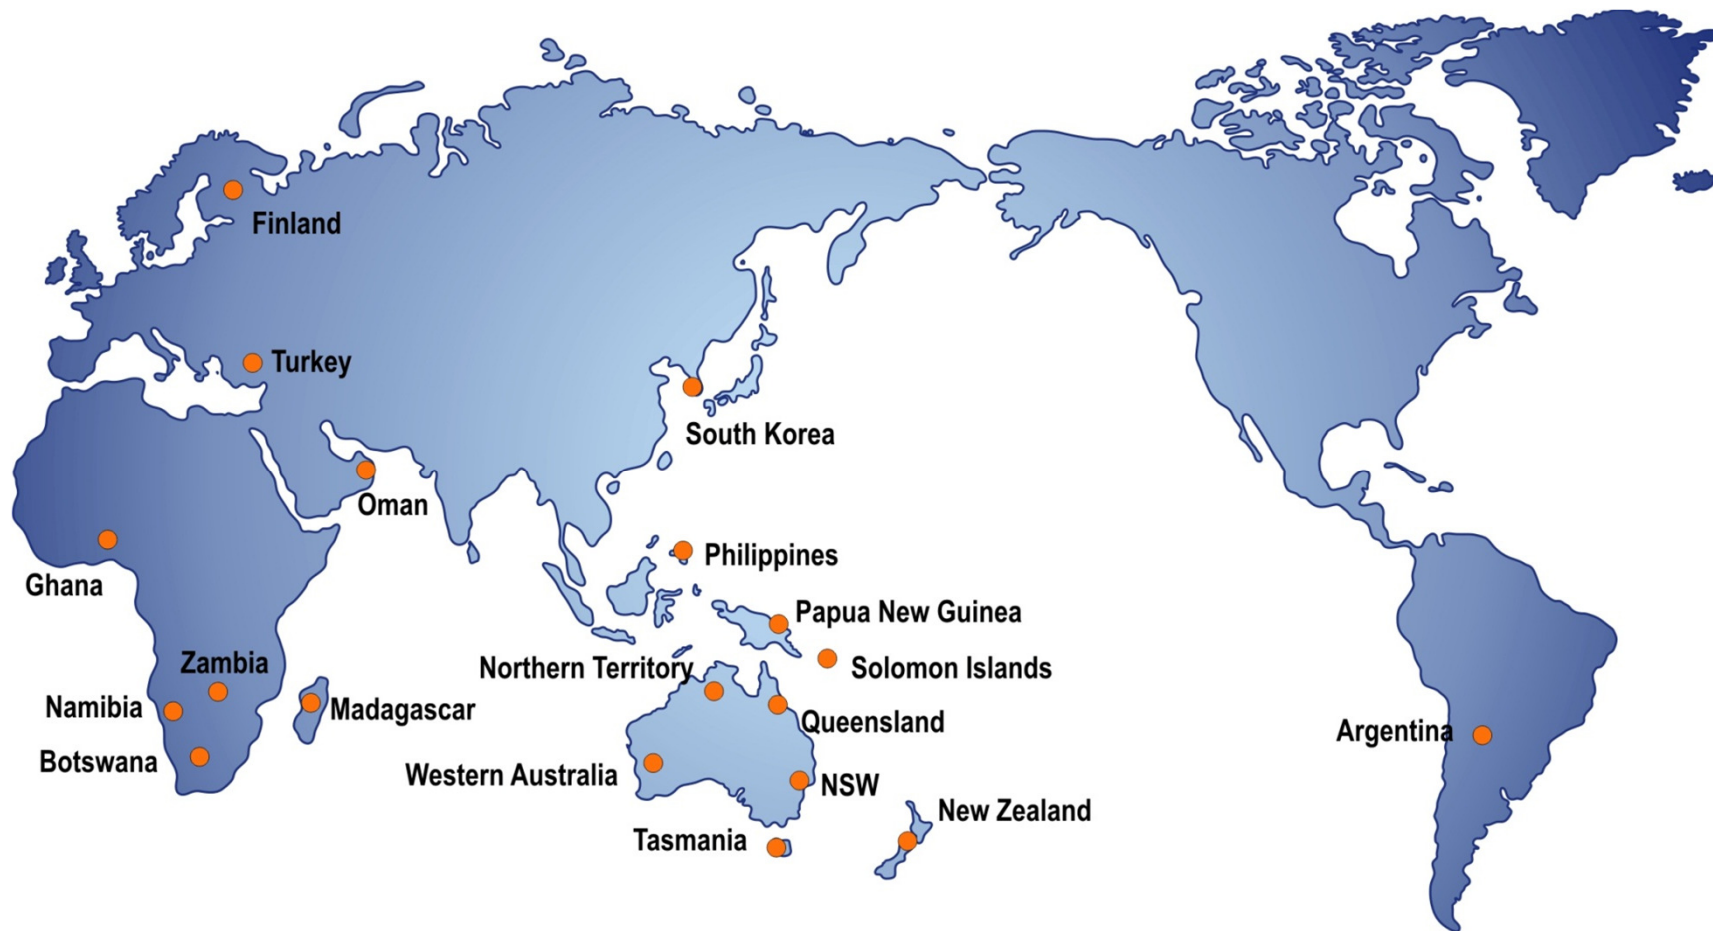 Finland
Turkey
South Korea
Oman
Philippines
Ghana
Papua New Guinea
Zambia
Northern Territory
Solomon Islands
Namibia
Madagascar
Queensland
Argentina
Botswana
Western Australia
NSW
New Zealand
Tasmania